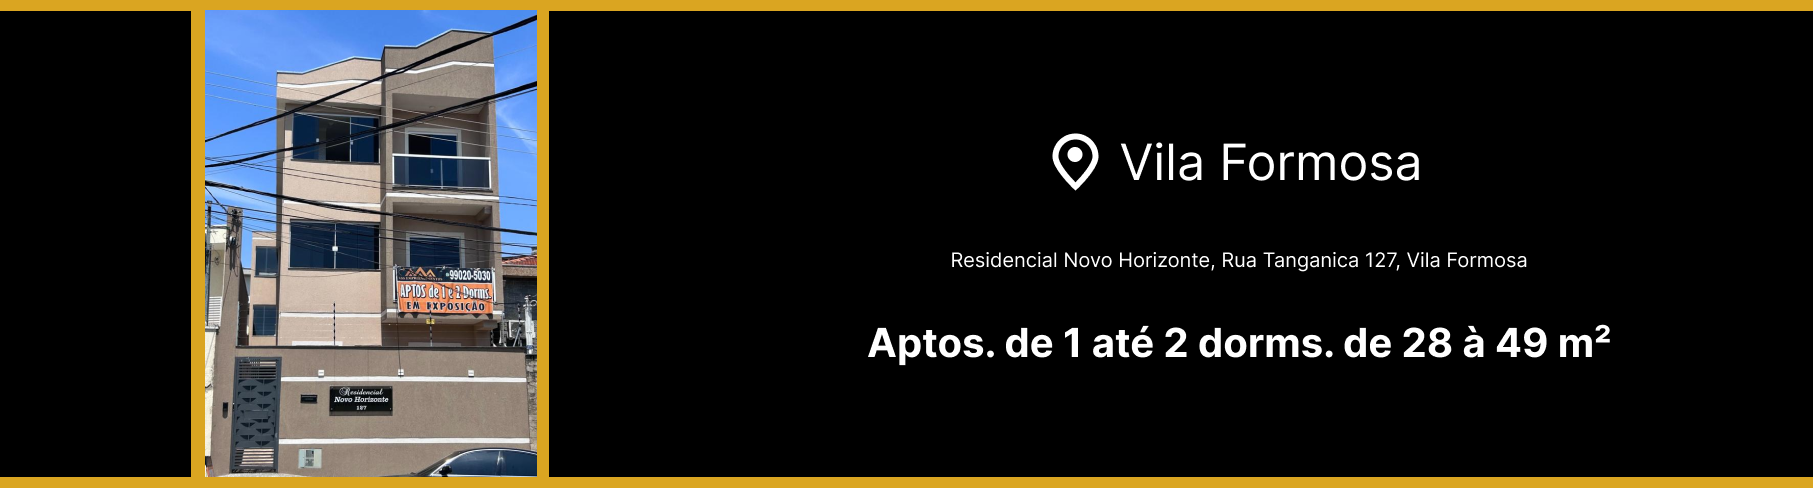 Vila Formosa
Residencial Novo Horizonte, Rua Tanganica 127, Vila Formosa
Aptos. de 1 até 2 dorms. de 28 à 49 m²
99020-5030
APTOS de 1 e 2 Dorms.
EM EXPOSIÇÃO
Residencial
Novo Horizonte
127